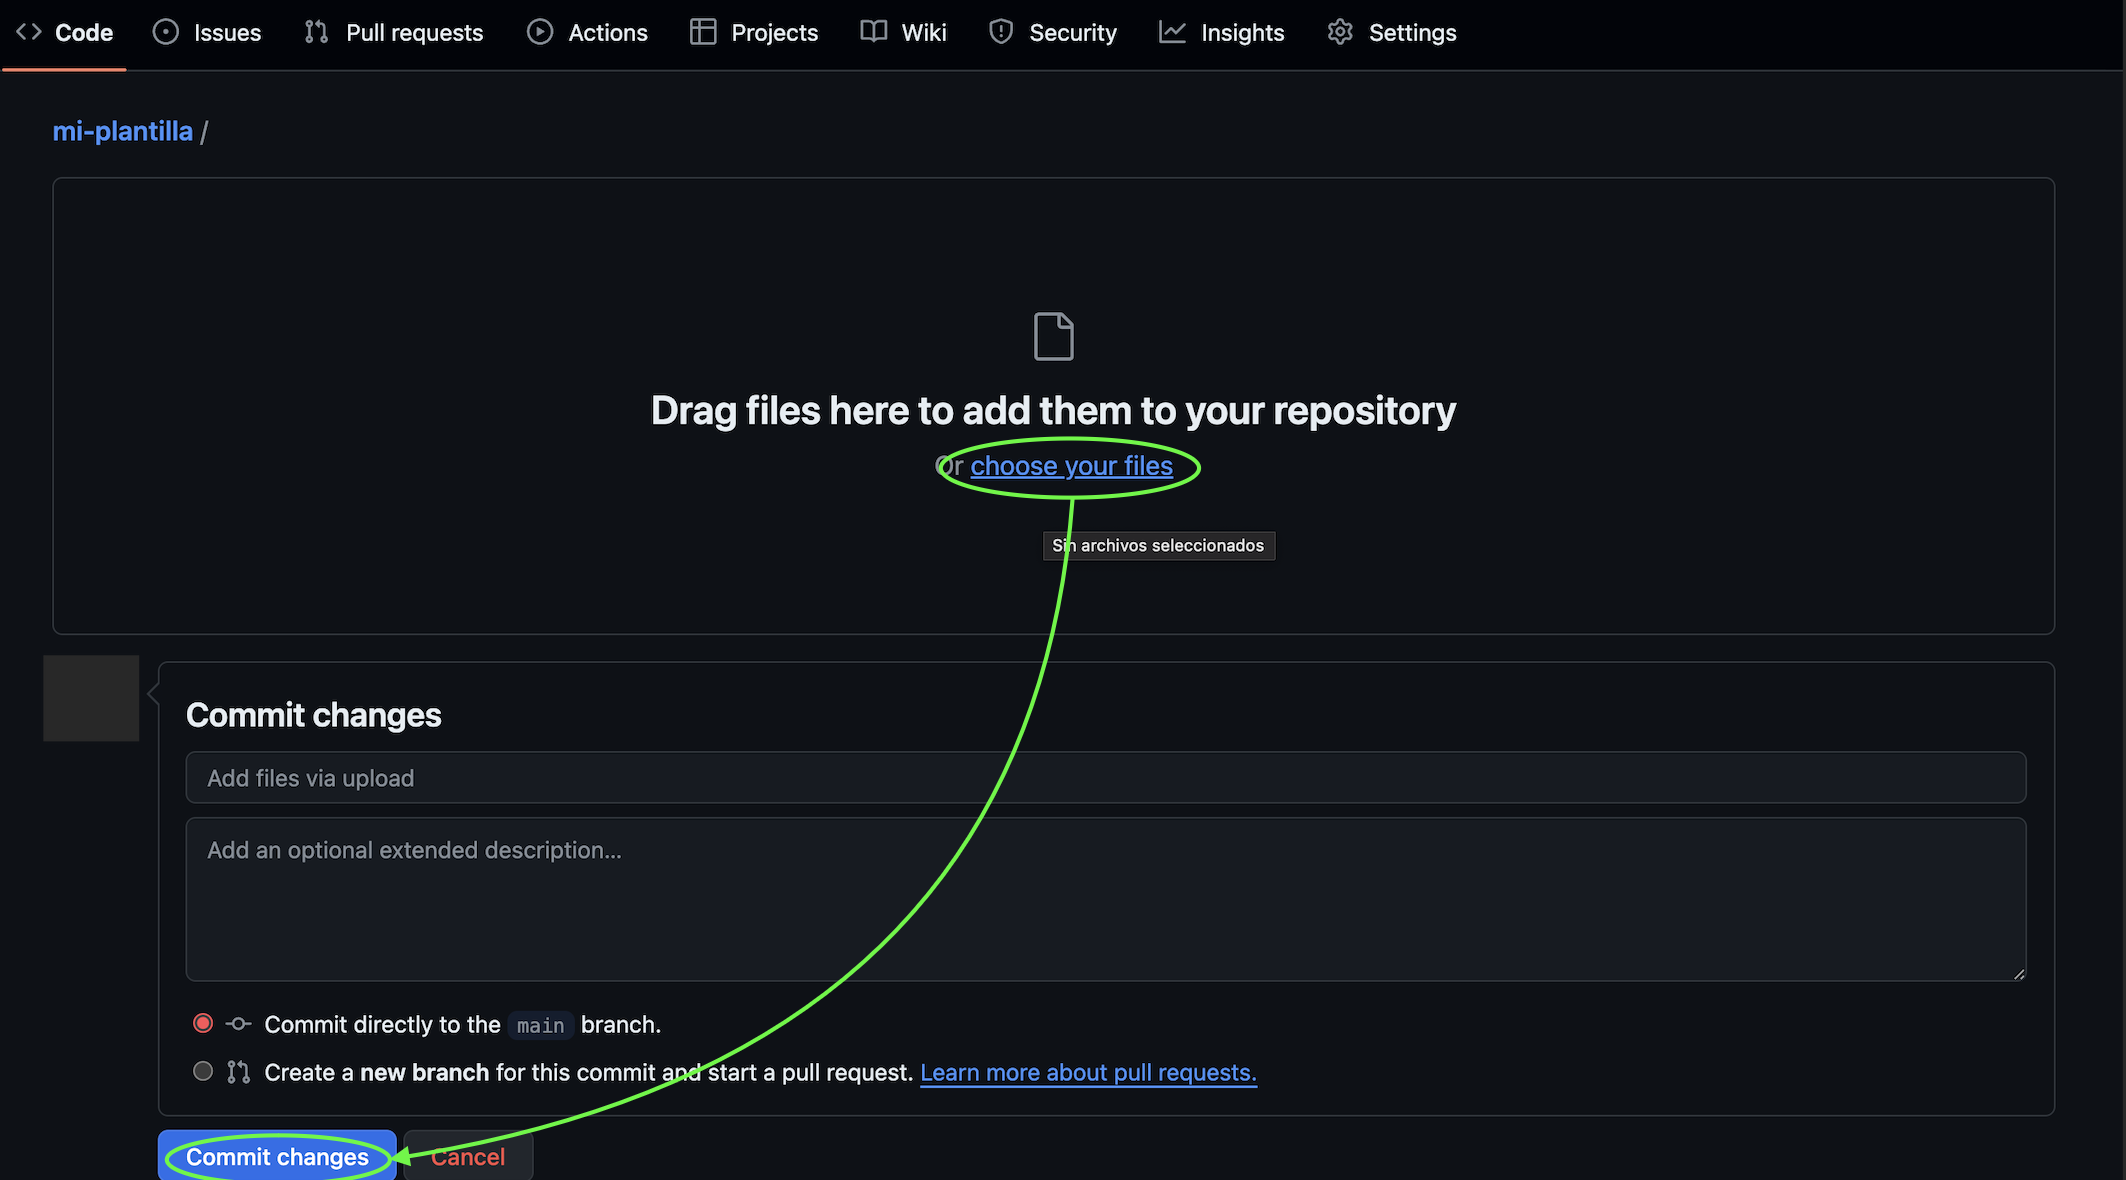 Code Issues Pull requests Actions Projects Wiki Security Insights Settings
mi-plantilla /
Drag files here to add them to your repository
Or choose your files
Sin archivos seleccionados
Commit changes
Add files via upload
Add an optional extended description...
Commit directly to the main branch.
Create a new branch for this commit and start a pull request. Learn more about pull requests.
Commit changes Cancel